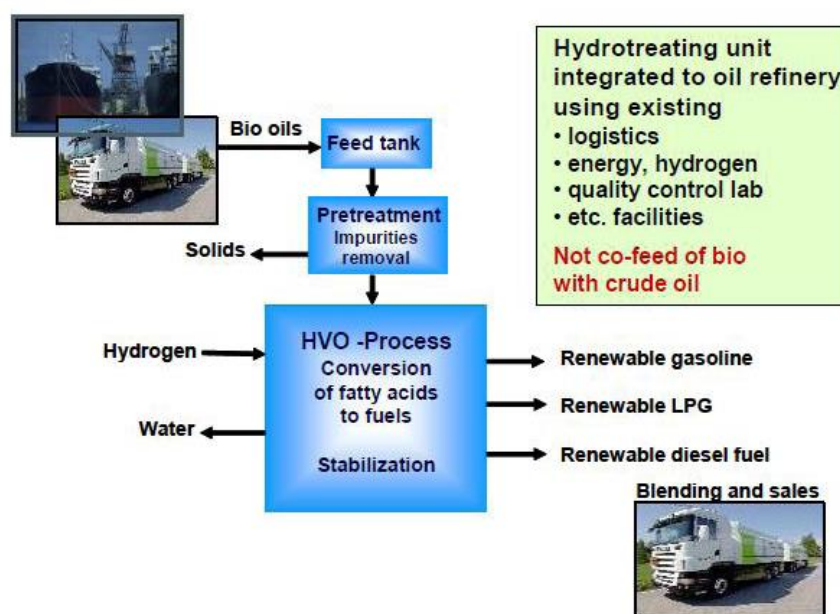 Bio oils
Feed tank
Pretreatment
Impurities
removal
Solids
Hydrogen
HVO -Process
Conversion
of fatty acids
to fuels
Stabilization
Water
Renewable gasoline
Renewable LPG
Renewable diesel fuel
Blending and sales
Hydrotreating unit
integrated to oil refinery
using existing
• logistics
• energy, hydrogen
• quality control lab
• etc. facilities
Not co-feed of bio
with crude oil